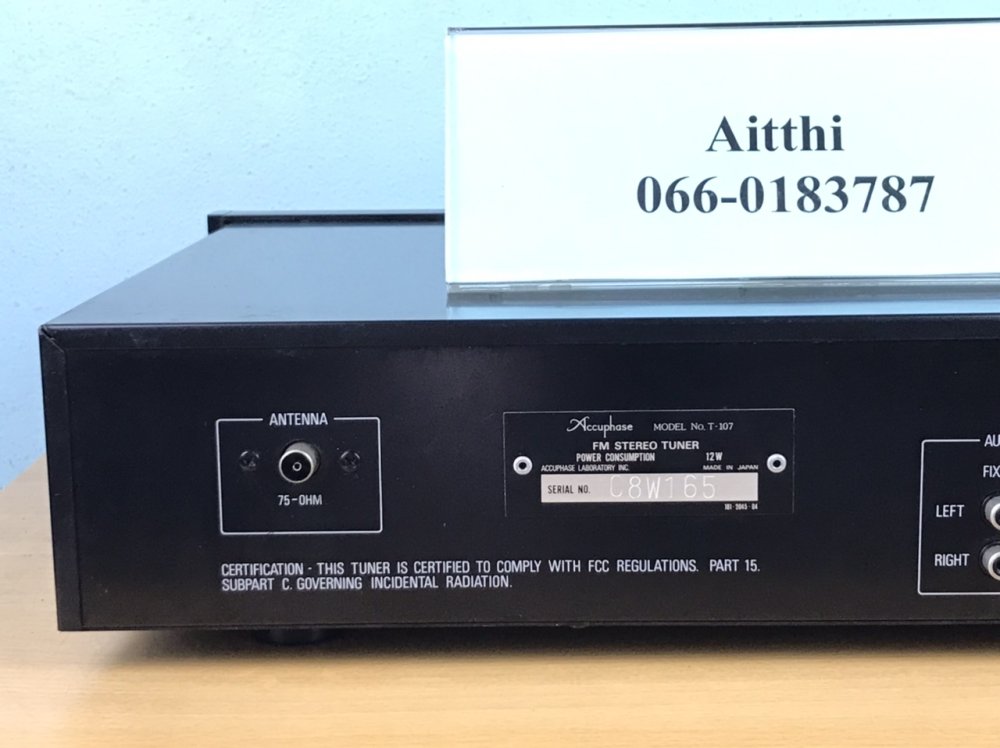 Aitthi
066-0183787
ANTENNA
75-OHM
Accuphase MODEL No. T-107
FM STEREO TUNER
POWER CONSUMPTION 12W
ACCUPHASE LABORATORY INC. MADE IN JAPAN
SERIAL NO. C8W165
CERTIFICATION - THIS TUNER IS CERTIFIED TO COMPLY WITH FCC REGULATIONS. PART 15.
SUBPART C. GOVERNING INCIDENTAL RADIATION.
AU
FIX
LEFT
RIGHT